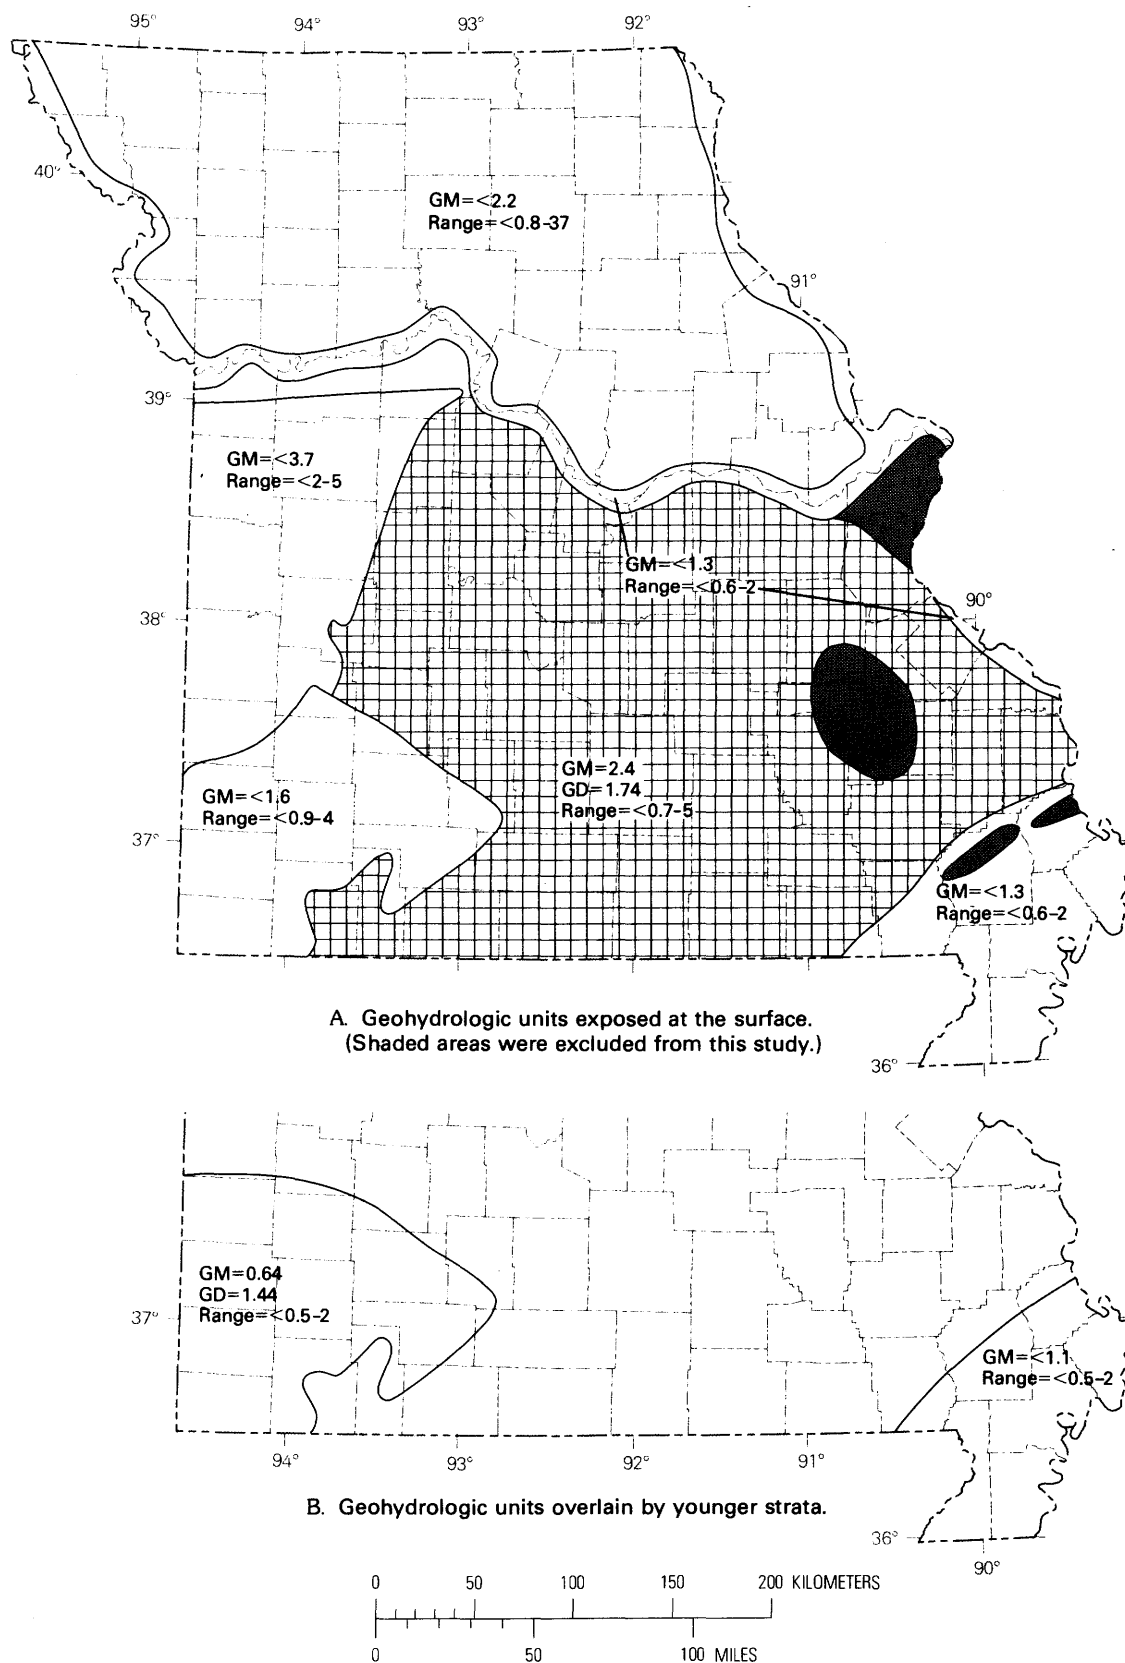 95° 94° 93° 92°
40°
GM=<2.2
Range=<0.8-37
91°
39°
GM=<3.7
Range=<2-5
GM=<1.3
Range=<0.6-2
90°
38°
GM=2.4
GD=1.74
Range=<0.7-5
GM=<1.6
Range=<0.9-4
37°
GM=<1.3
Range=<0.6-2
A. Geohydrologic units exposed at the surface.
(Shaded areas were excluded from this study.)
36°
GM=0.64
GD=1.44
Range=<0.5-2
37°
GM=<1.1
Range=<0.5-2
94° 93° 92° 91°
B. Geohydrologic units overlain by younger strata.
36°
90°
0 50 100 150 200 KILOMETERS
0 50 100 MILES